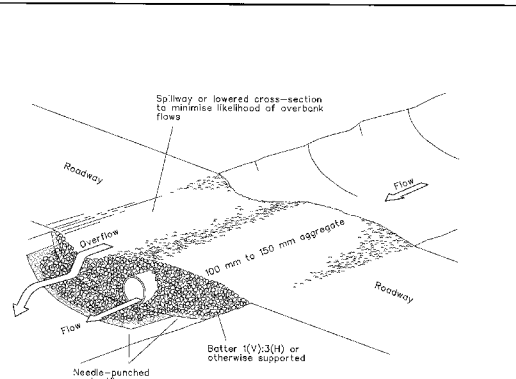 Spillway or lowered cross-section
to minimise likelihood of overbank
flows
Roadway
Flow
Overflow
100 mm to 150 mm aggregate
Roadway
Flow
Batter 1(V):3(H) or
otherwise supported
Needle-punched